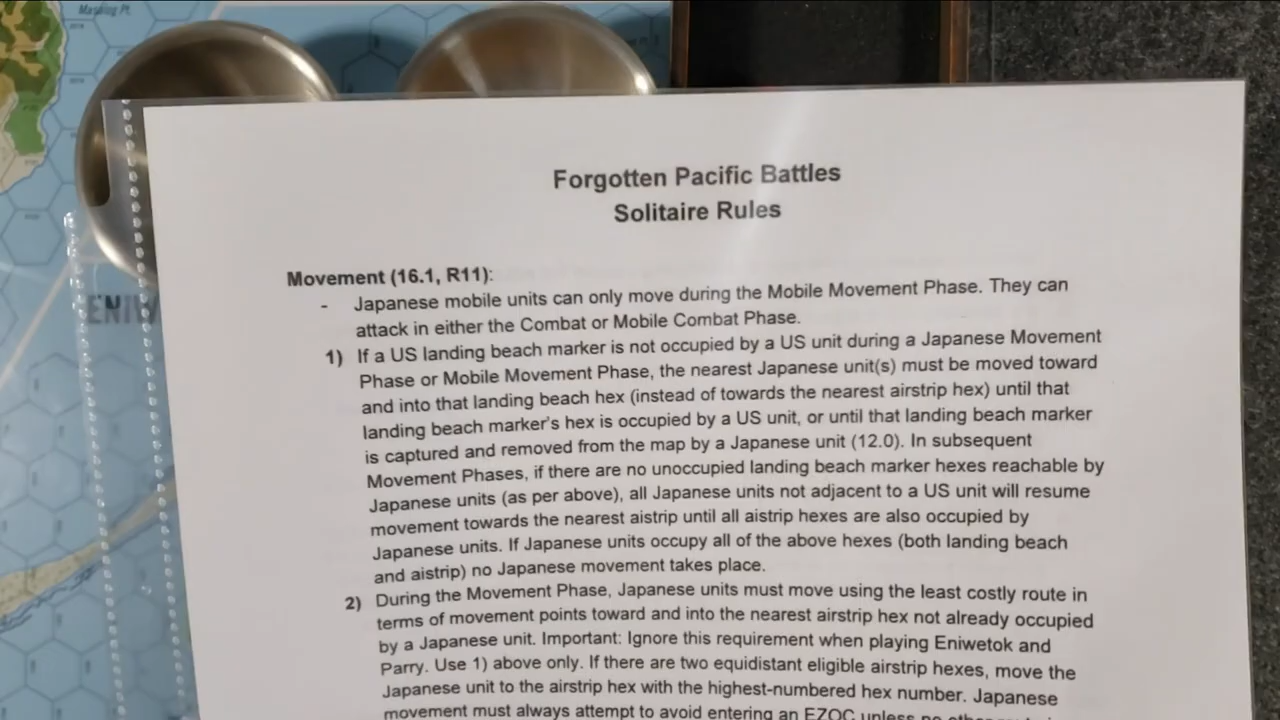 Mashing Pt.
ENIW
Forgotten Pacific Battles
Solitaire Rules
Movement (16.1, R11):
- Japanese mobile units can only move during the Mobile Movement Phase. They can
attack in either the Combat or Mobile Combat Phase.
1) If a US landing beach marker is not occupied by a US unit during a Japanese Movement
Phase or Mobile Movement Phase, the nearest Japanese unit(s) must be moved toward
and into that landing beach hex (instead of towards the nearest airstrip hex) until that
landing beach marker's hex is occupied by a US unit, or until that landing beach marker
is captured and removed from the map by a Japanese unit (12.0). In subsequent
Movement Phases, if there are no unoccupied landing beach marker hexes reachable by
Japanese units (as per above), all Japanese units not adjacent to a US unit will resume
movement towards the nearest aistrip until all aistrip hexes are also occupied by
Japanese units. If Japanese units occupy all of the above hexes (both landing beach
and aistrip) no Japanese movement takes place.
2) During the Movement Phase, Japanese units must move using the least costly route in
terms of movement points toward and into the nearest airstrip hex not already occupied
by a Japanese unit. Important: Ignore this requirement when playing Eniwetok and
Parry. Use 1) above only. If there are two equidistant eligible airstrip hexes, move the
Japanese unit to the airstrip hex with the highest-numbered hex number. Japanese
movement must always attempt to avoid entering an EZOC unless no other